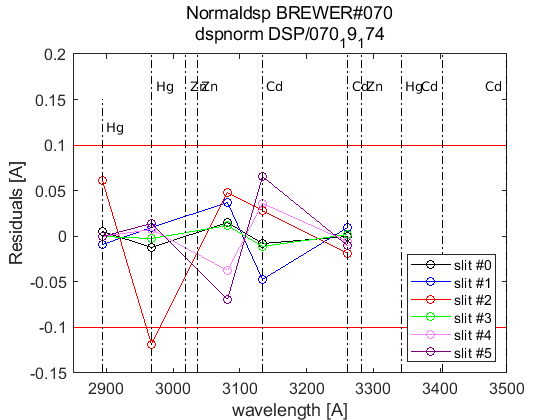 Normaldsp BREWER#070
dspnorm DSP/070₁9₁74
0.2
0.15
0.1
0.05
0
-0.05
-0.1
-0.15
Residuals [A]
Hg
Hg
Zn
Zn
Cd
Cd
Zn
Hg
Cd
Cd
slit #0
slit #1
slit #2
slit #3
slit #4
slit #5
2900 3000 3100 3200 3300 3400 3500
wavelength [A]